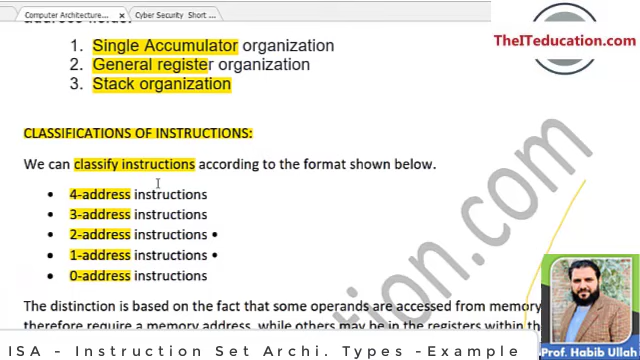 Computer Architecture... ×
Cyber Security Short ...
TheITeducation.com
address fields:
1. Single Accumulator organization
2. General register organization
3. Stack organization
CLASSIFICATIONS OF INSTRUCTIONS:
We can classify instructions according to the format shown below.
• 4-address instructions
• 3-address instructions
• 2-address instructions •
• 1-address instructions •
• 0-address instructions
The distinction is based on the fact that some operands are accessed from memory
therefore require a memory address, while others may be in the registers within th
tion.com
ISA - Instruction Set Archi. Types -Example
Prof. Habib Ullah